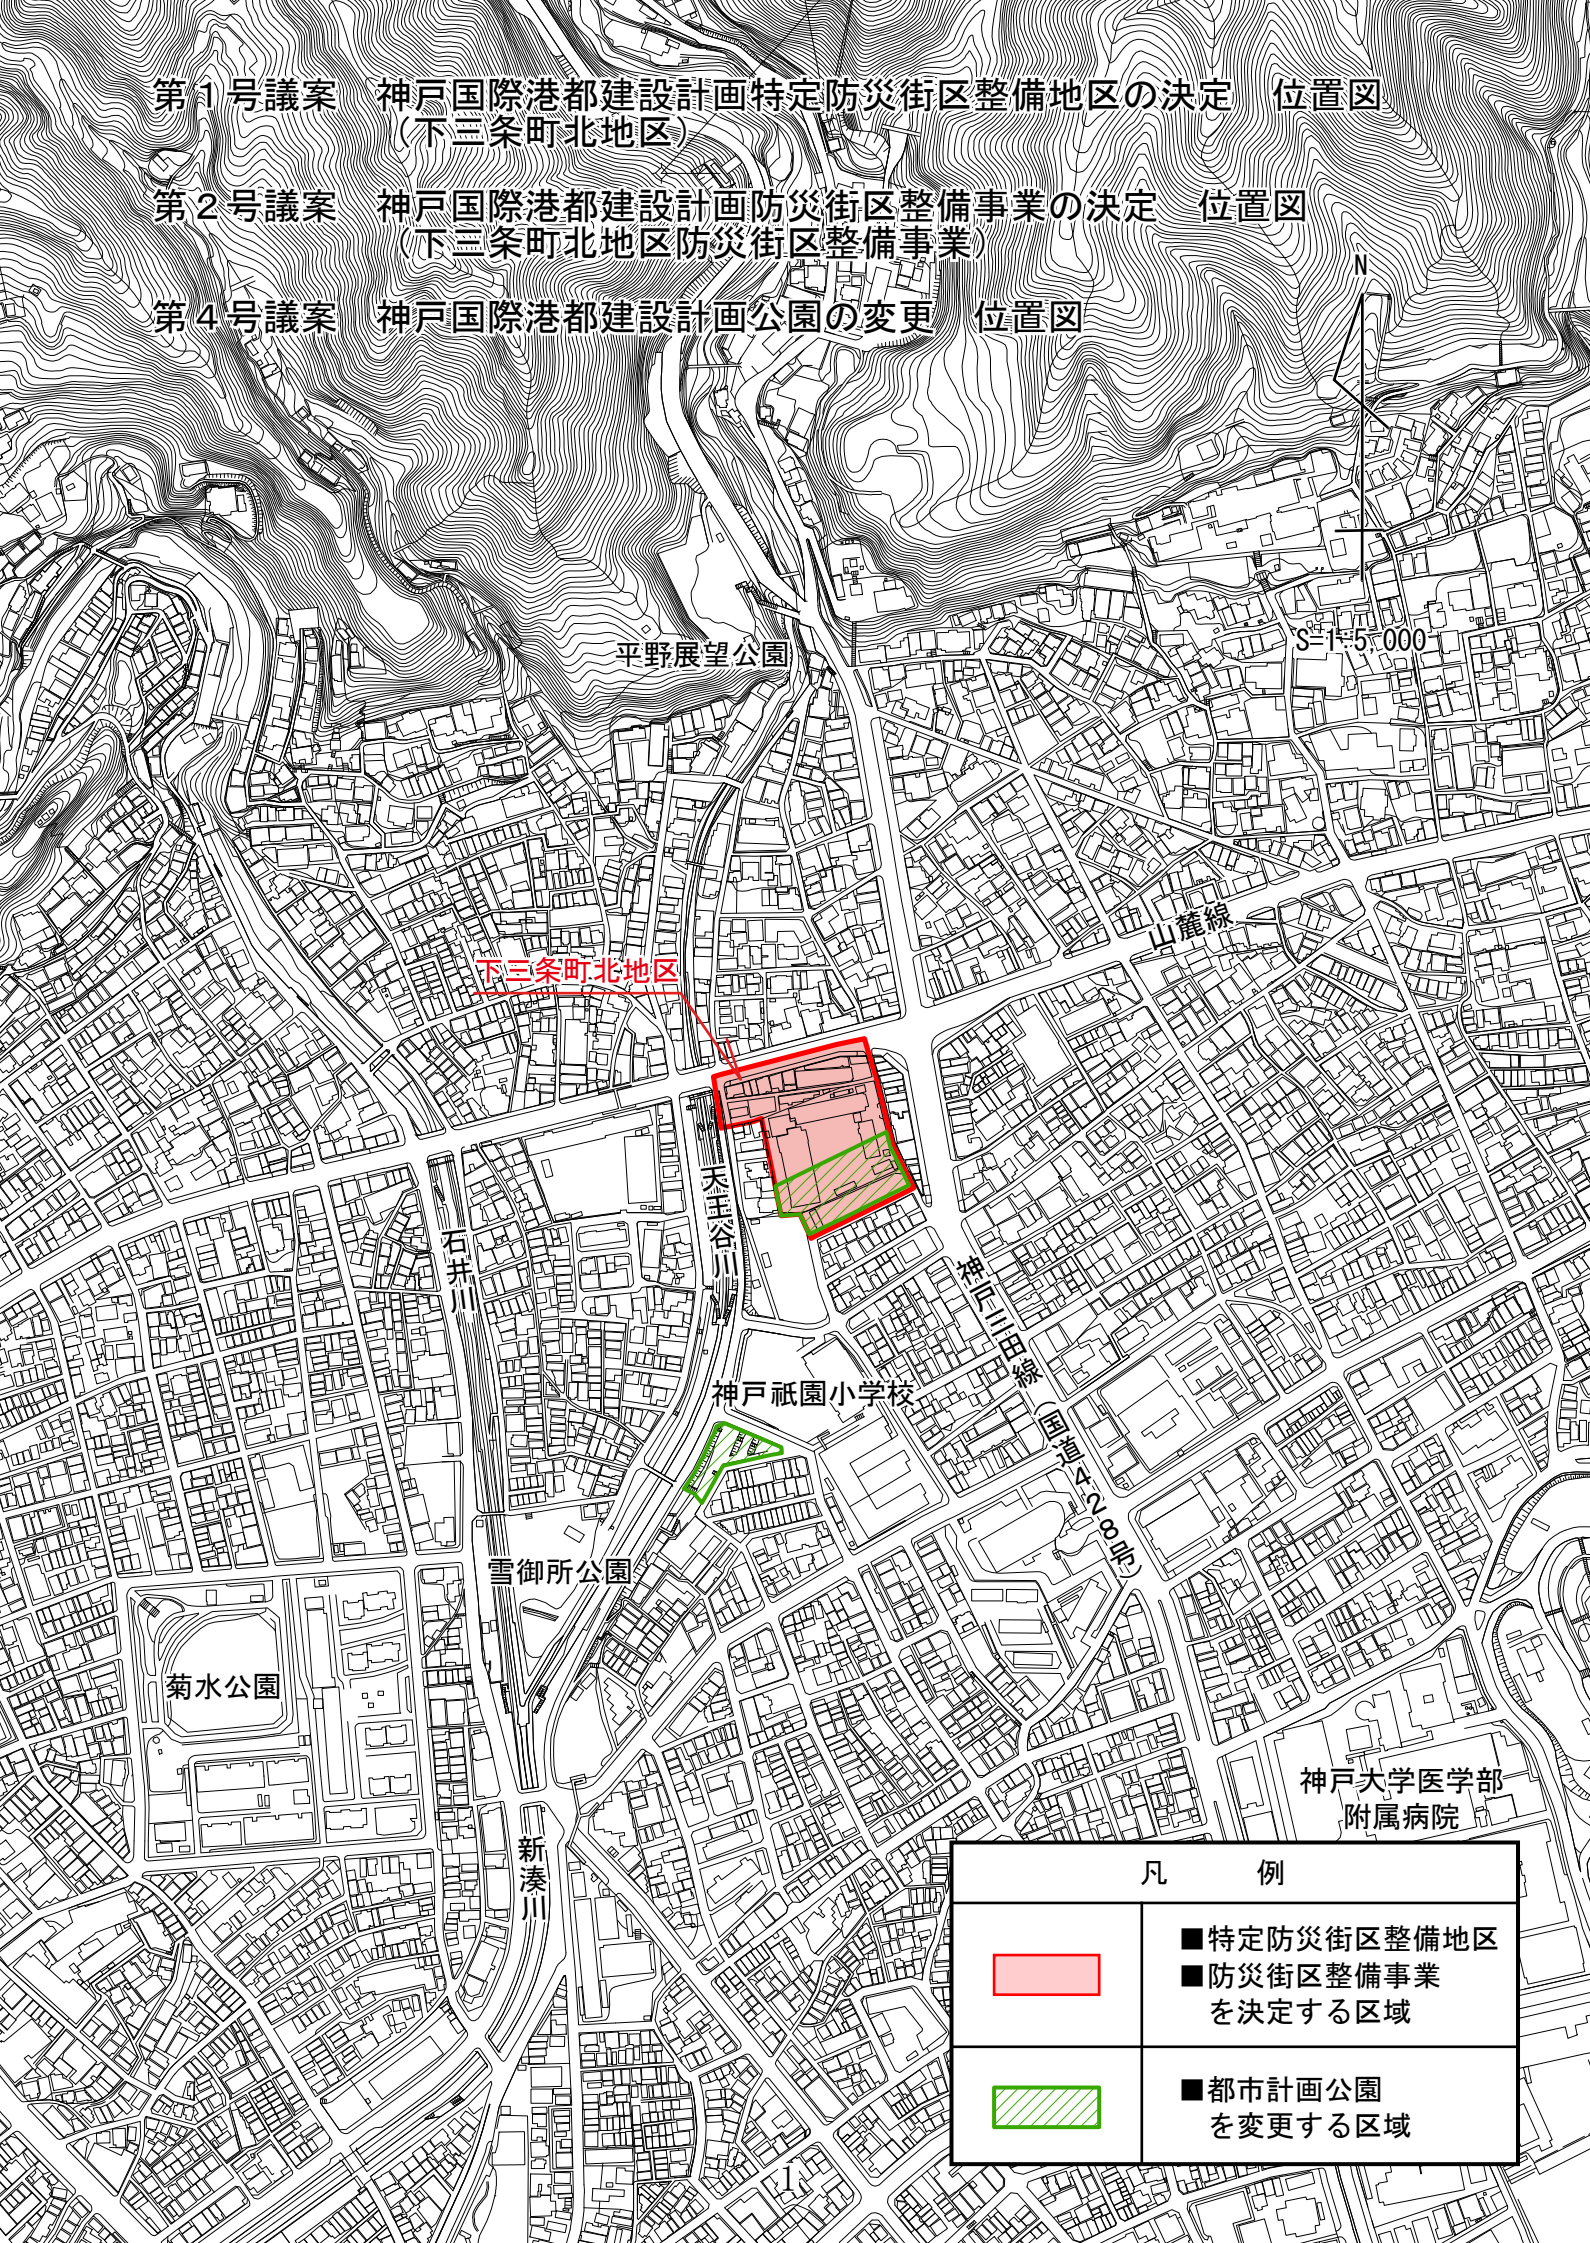 第1号議案　神戸国際港都建設計画特定防災街区整備地区の決定　位置図
（下三条町北地区）
第2号議案　神戸国際港都建設計画防災街区整備事業の決定　位置図
（下三条町北地区防災街区整備事業）
第4号議案　神戸国際港都建設計画公園の変更　位置図
N
S=1:5,000
平野展望公園
山麓線
下三条町北地区
天王谷川
石井川
神戸三田線（国道428号）
神戸祇園小学校
雪御所公園
菊水公園
神戸大学医学部
附属病院
新湊川
凡　例
■特定防災街区整備地区
■防災街区整備事業
を決定する区域
■都市計画公園
を変更する区域
1